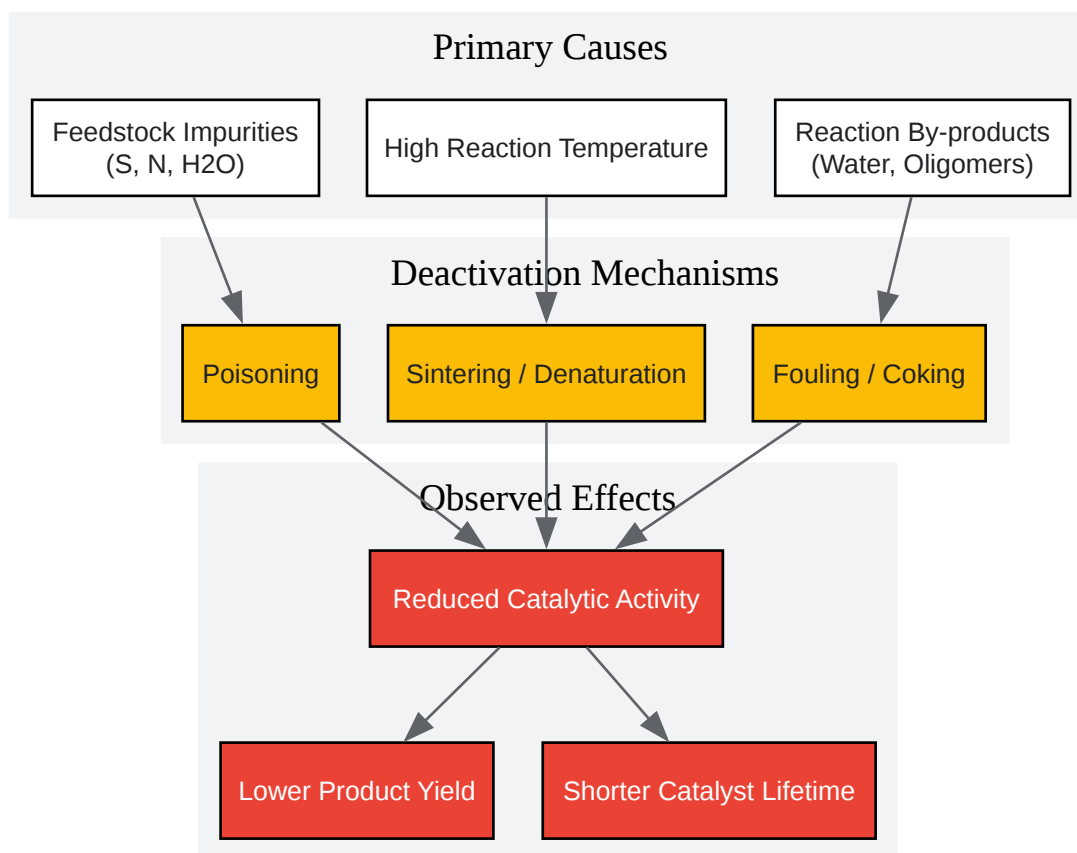 Primary Causes
Feedstock Impurities
(S, N, H2O)
High Reaction Temperature
Reaction By-products
(Water, Oligomers)
Deactivation Mechanisms
Poisoning
Sintering / Denaturation
Fouling / Coking
Observed Effects
Reduced Catalytic Activity
Lower Product Yield
Shorter Catalyst Lifetime